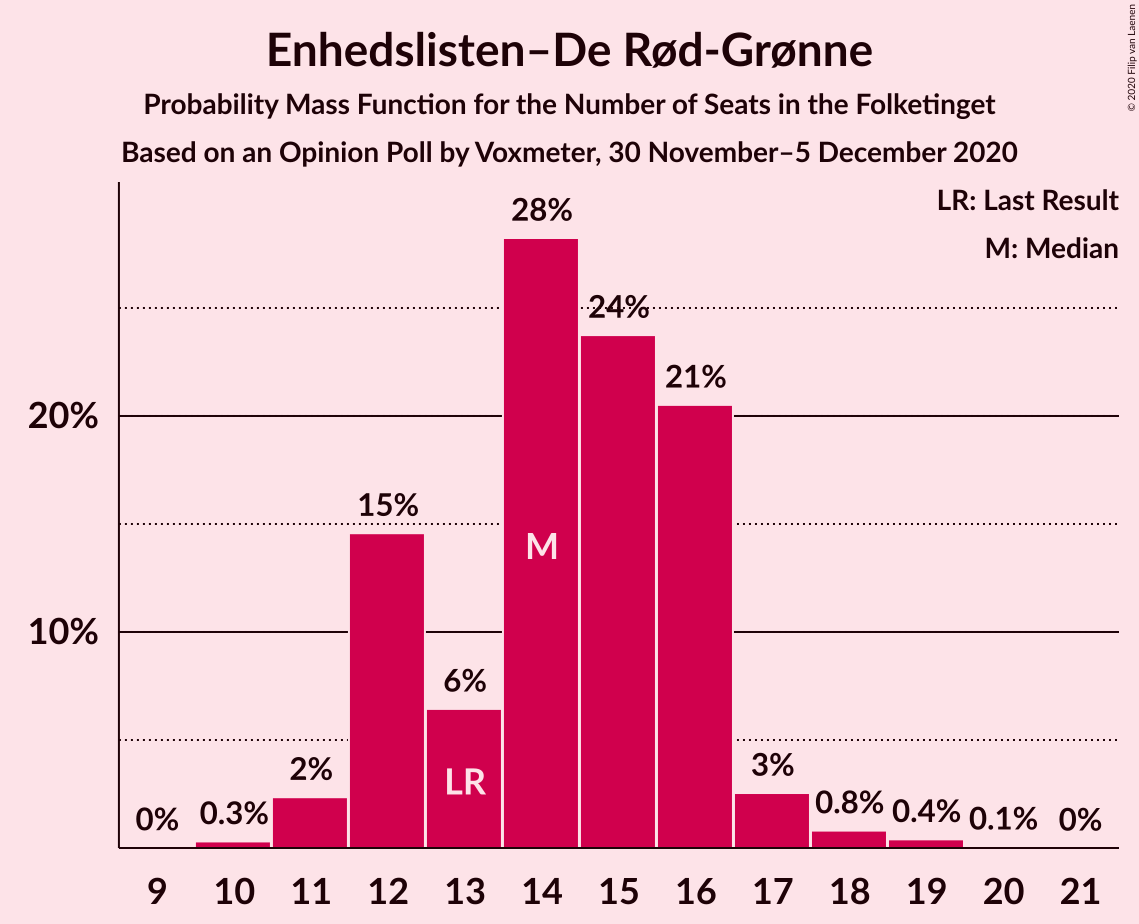 Enhedslisten–De Rød-Grønne
Probability Mass Function for the Number of Seats in the Folketinget
Based on an Opinion Poll by Voxmeter, 30 November–5 December 2020
© 2020 Filip van Laenen
LR: Last Result
M: Median
20%
10%
0%
0.3%
2%
15%
6%
28%
24%
21%
3%
0.8%
0.4%
0.1%
0%
M
LR
9 10 11 12 13 14 15 16 17 18 19 20 21